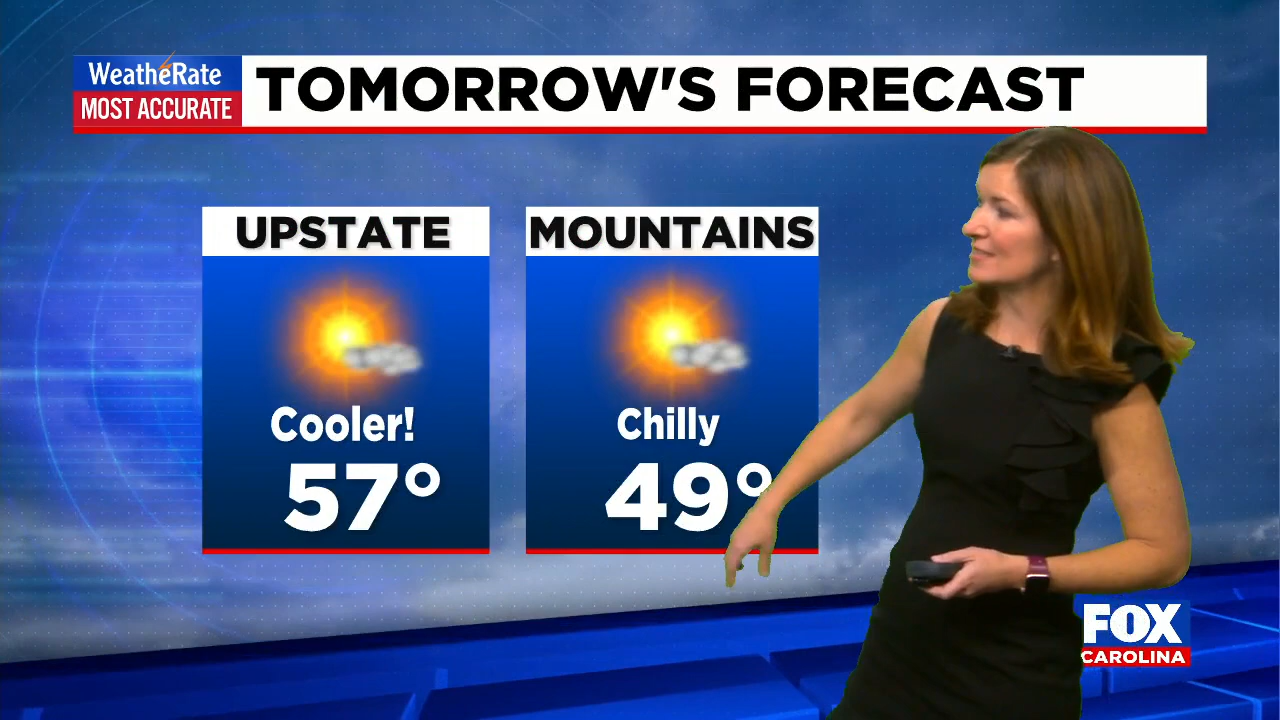 WeatheRate
MOST ACCURATE
TOMORROW'S FORECAST
UPSTATE
Cooler!
57°
MOUNTAINS
Chilly
49°
FOX
CAROLINA